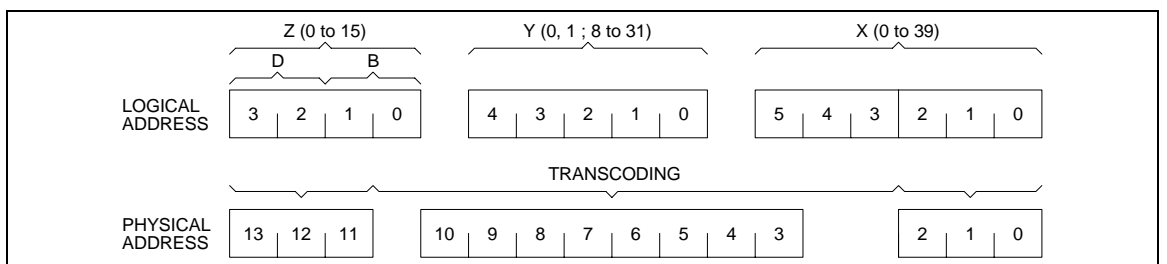 Z (0 to 15) Y (0, 1 ; 8 to 31) X (0 to 39)
D B
LOGICAL ADDRESS 3 2 1 0 4 3 2 1 0 5 4 3 2 1 0
TRANSCODING
PHYSICAL ADDRESS 13 12 11 10 9 8 7 6 5 4 3 2 1 0